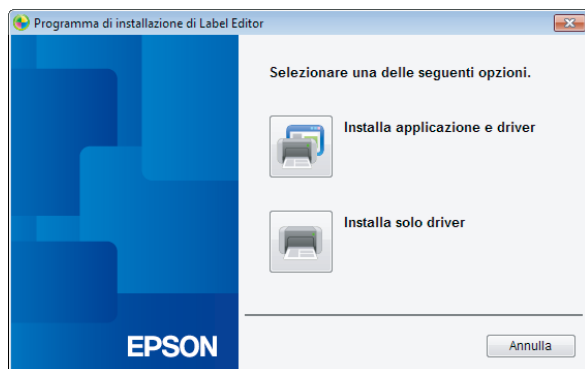 Programma di installazione di Label Editor
Selezionare una delle seguenti opzioni.
Installa applicazione e driver
Installa solo driver
EPSON
Annulla